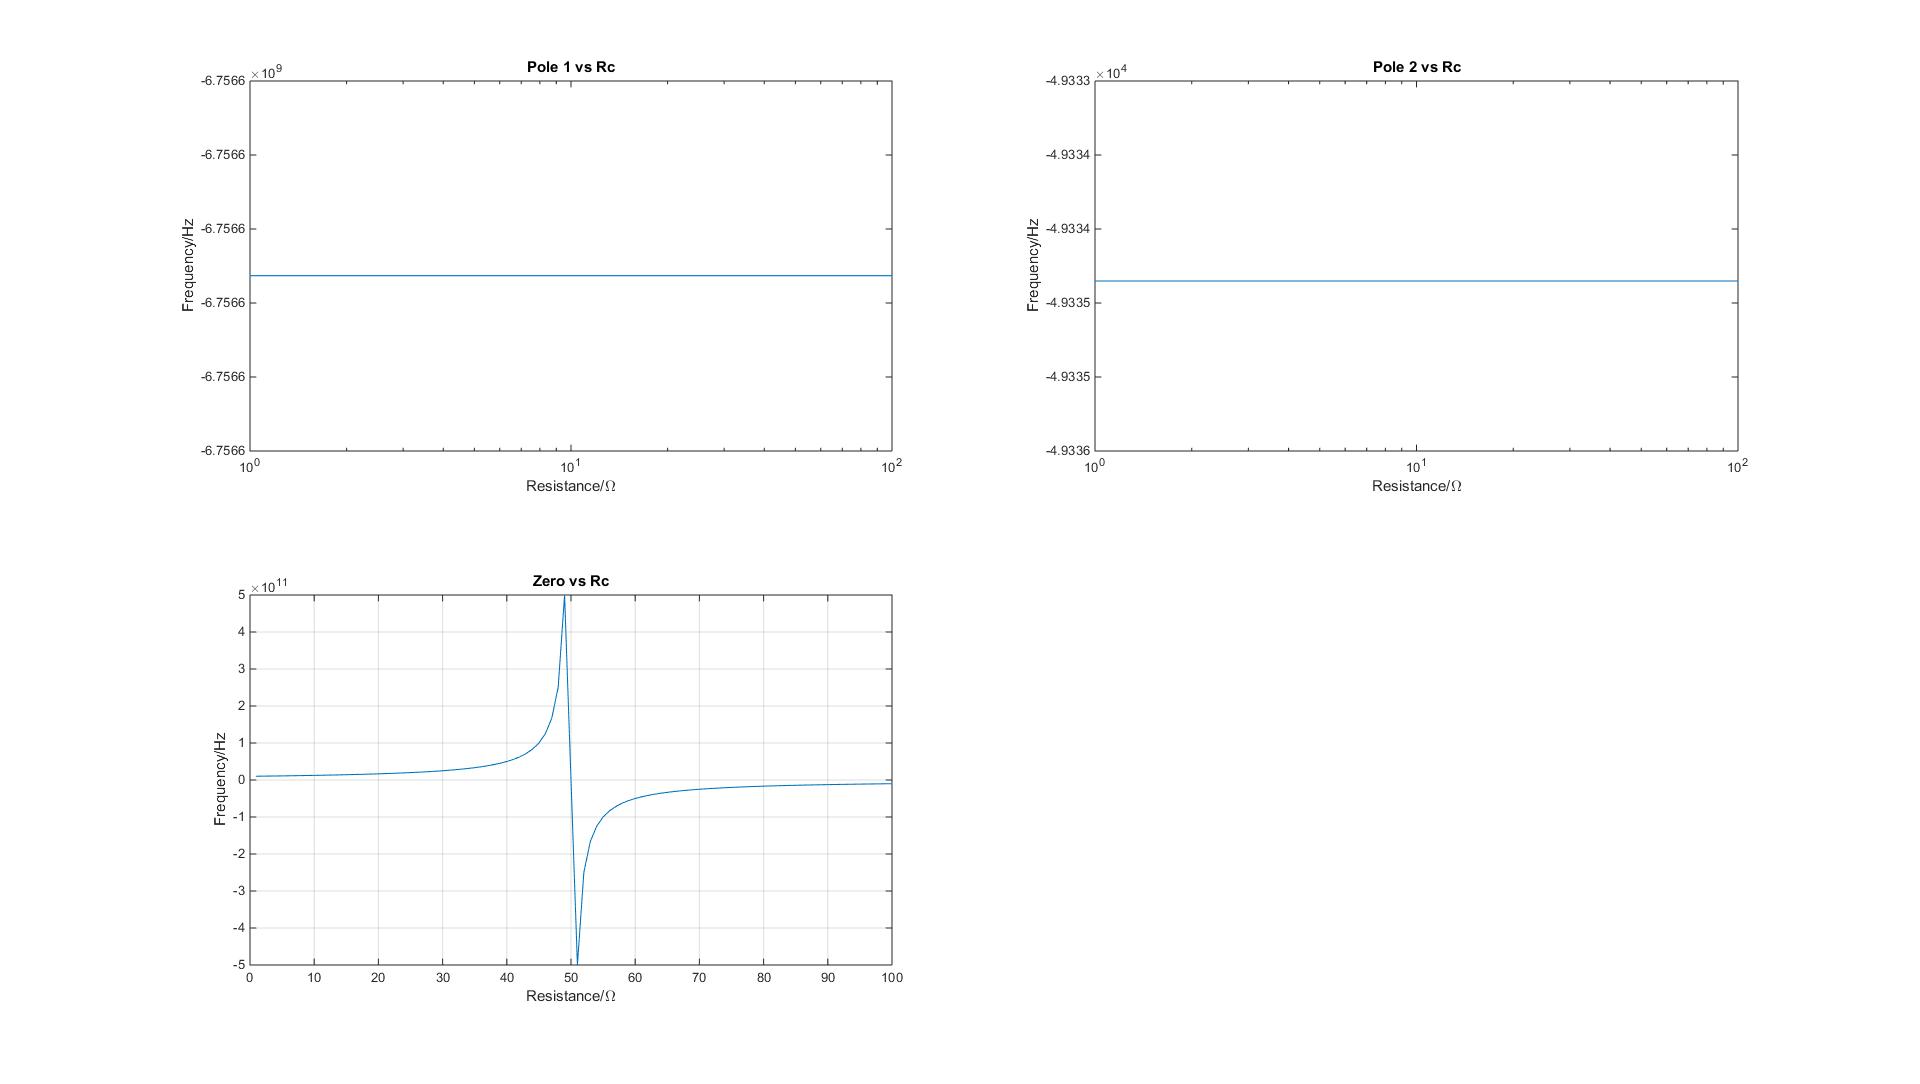 Pole 1 vs Rc
×10^9
-6.7566
-6.7566
-6.7566
-6.7566
-6.7566
-6.7566
Frequency/Hz
10^0 10^1 10^2
Resistance/Ω
Pole 2 vs Rc
×10^4
-4.9333
-4.9334
-4.9334
-4.9335
-4.9335
-4.9336
Frequency/Hz
10^0 10^1 10^2
Resistance/Ω
Zero vs Rc
×10^11
5
4
3
2
1
0
-1
-2
-3
-4
-5
Frequency/Hz
0 10 20 30 40 50 60 70 80 90 100
Resistance/Ω